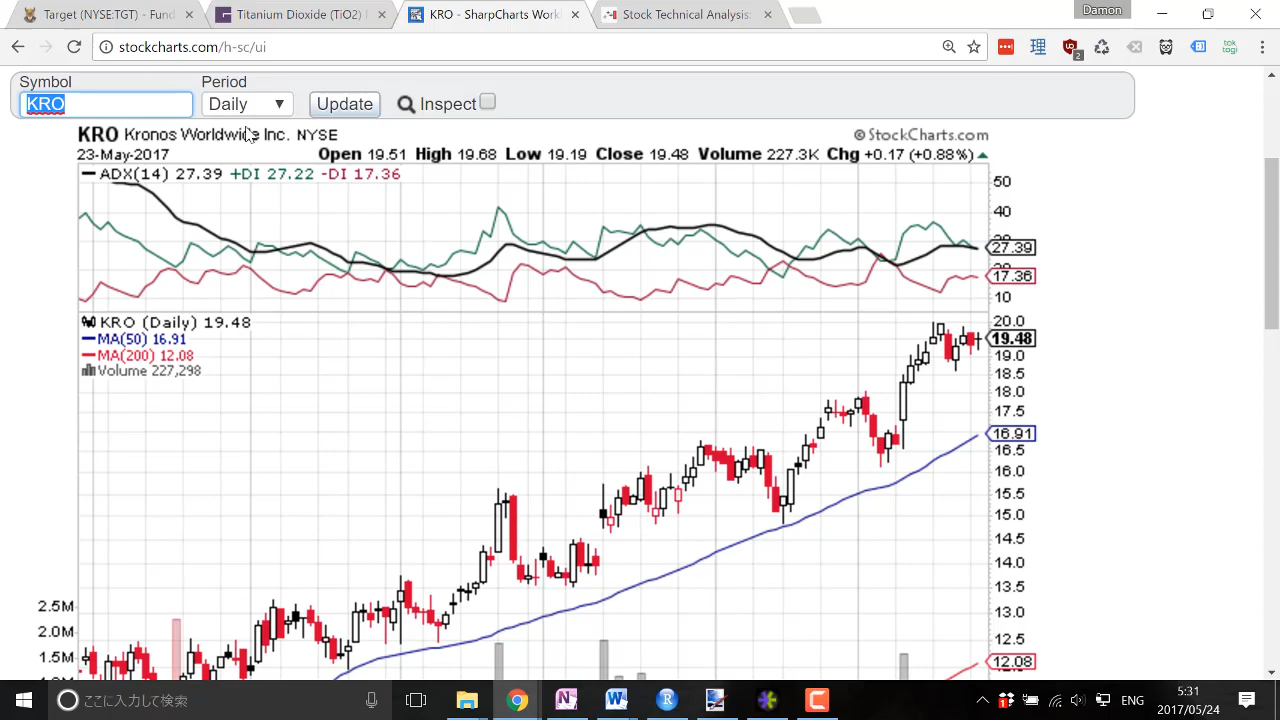 Target (NYSE:TGT) - Fund
Titanium Dioxide (TiO2) I
KRO - SharpCharts Work
Stock Technical Analysis:
Damon
stockcharts.com/h-sc/ui
2
Symbol
Period
KRO
Daily
Update
Inspect
KRO Kronos Worldwide Inc. NYSE
© StockCharts.com
23-May-2017
Open 19.51 High 19.68 Low 19.19 Close 19.48 Volume 227.3K Chg +0.17 (+0.88%)
ADX(14) 27.39 +DI 27.22 -DI 17.36
50
40
27.39
17.36
10
KRO (Daily) 19.48
MA(50) 16.91
MA(200) 12.08
Volume 227,298
20.0
19.48
19.0
18.5
18.0
17.5
16.91
16.5
16.0
15.5
15.0
14.5
14.0
13.5
13.0
12.5
12.08
2.5M
2.0M
1.5M
ここに入力して検索
ENG
5:31
2017/05/24